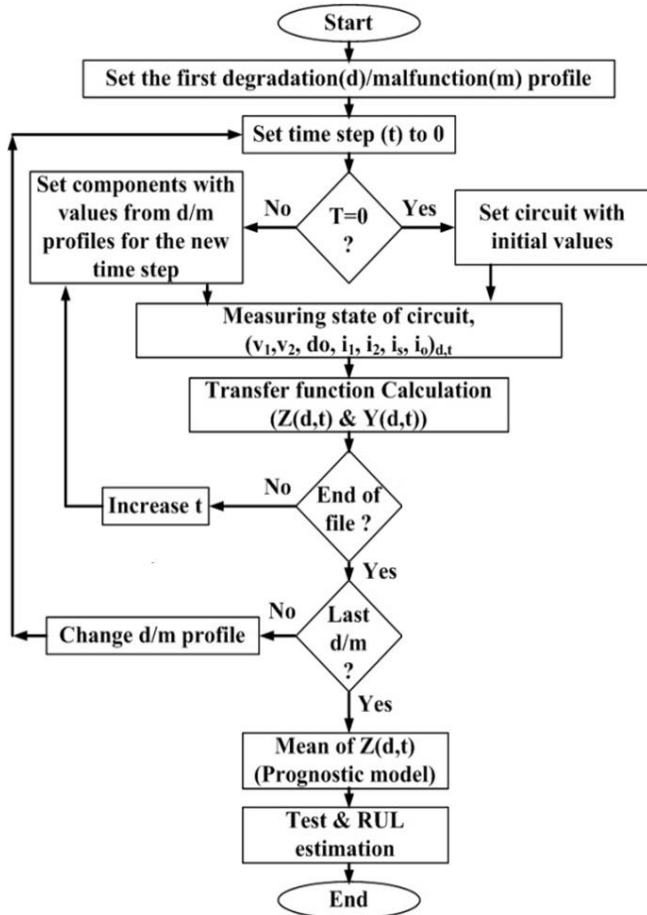 Start
Set the first degradation(d)/malfunction(m) profile
Set time step (t) to 0
Set components with
values from d/m
profiles for the new
time step
No
T=0
?
Yes
Set circuit with
initial values
Measuring state of circuit,
(v₁,v₂, do, i₁, i₂, iₛ, iₒ)d,t
Transfer function Calculation
(Z(d,t) & Y(d,t))
No
End of
file ?
Increase t
Yes
No
Last
d/m
?
Change d/m profile
Yes
Mean of Z(d,t)
(Prognostic model)
Test & RUL
estimation
End